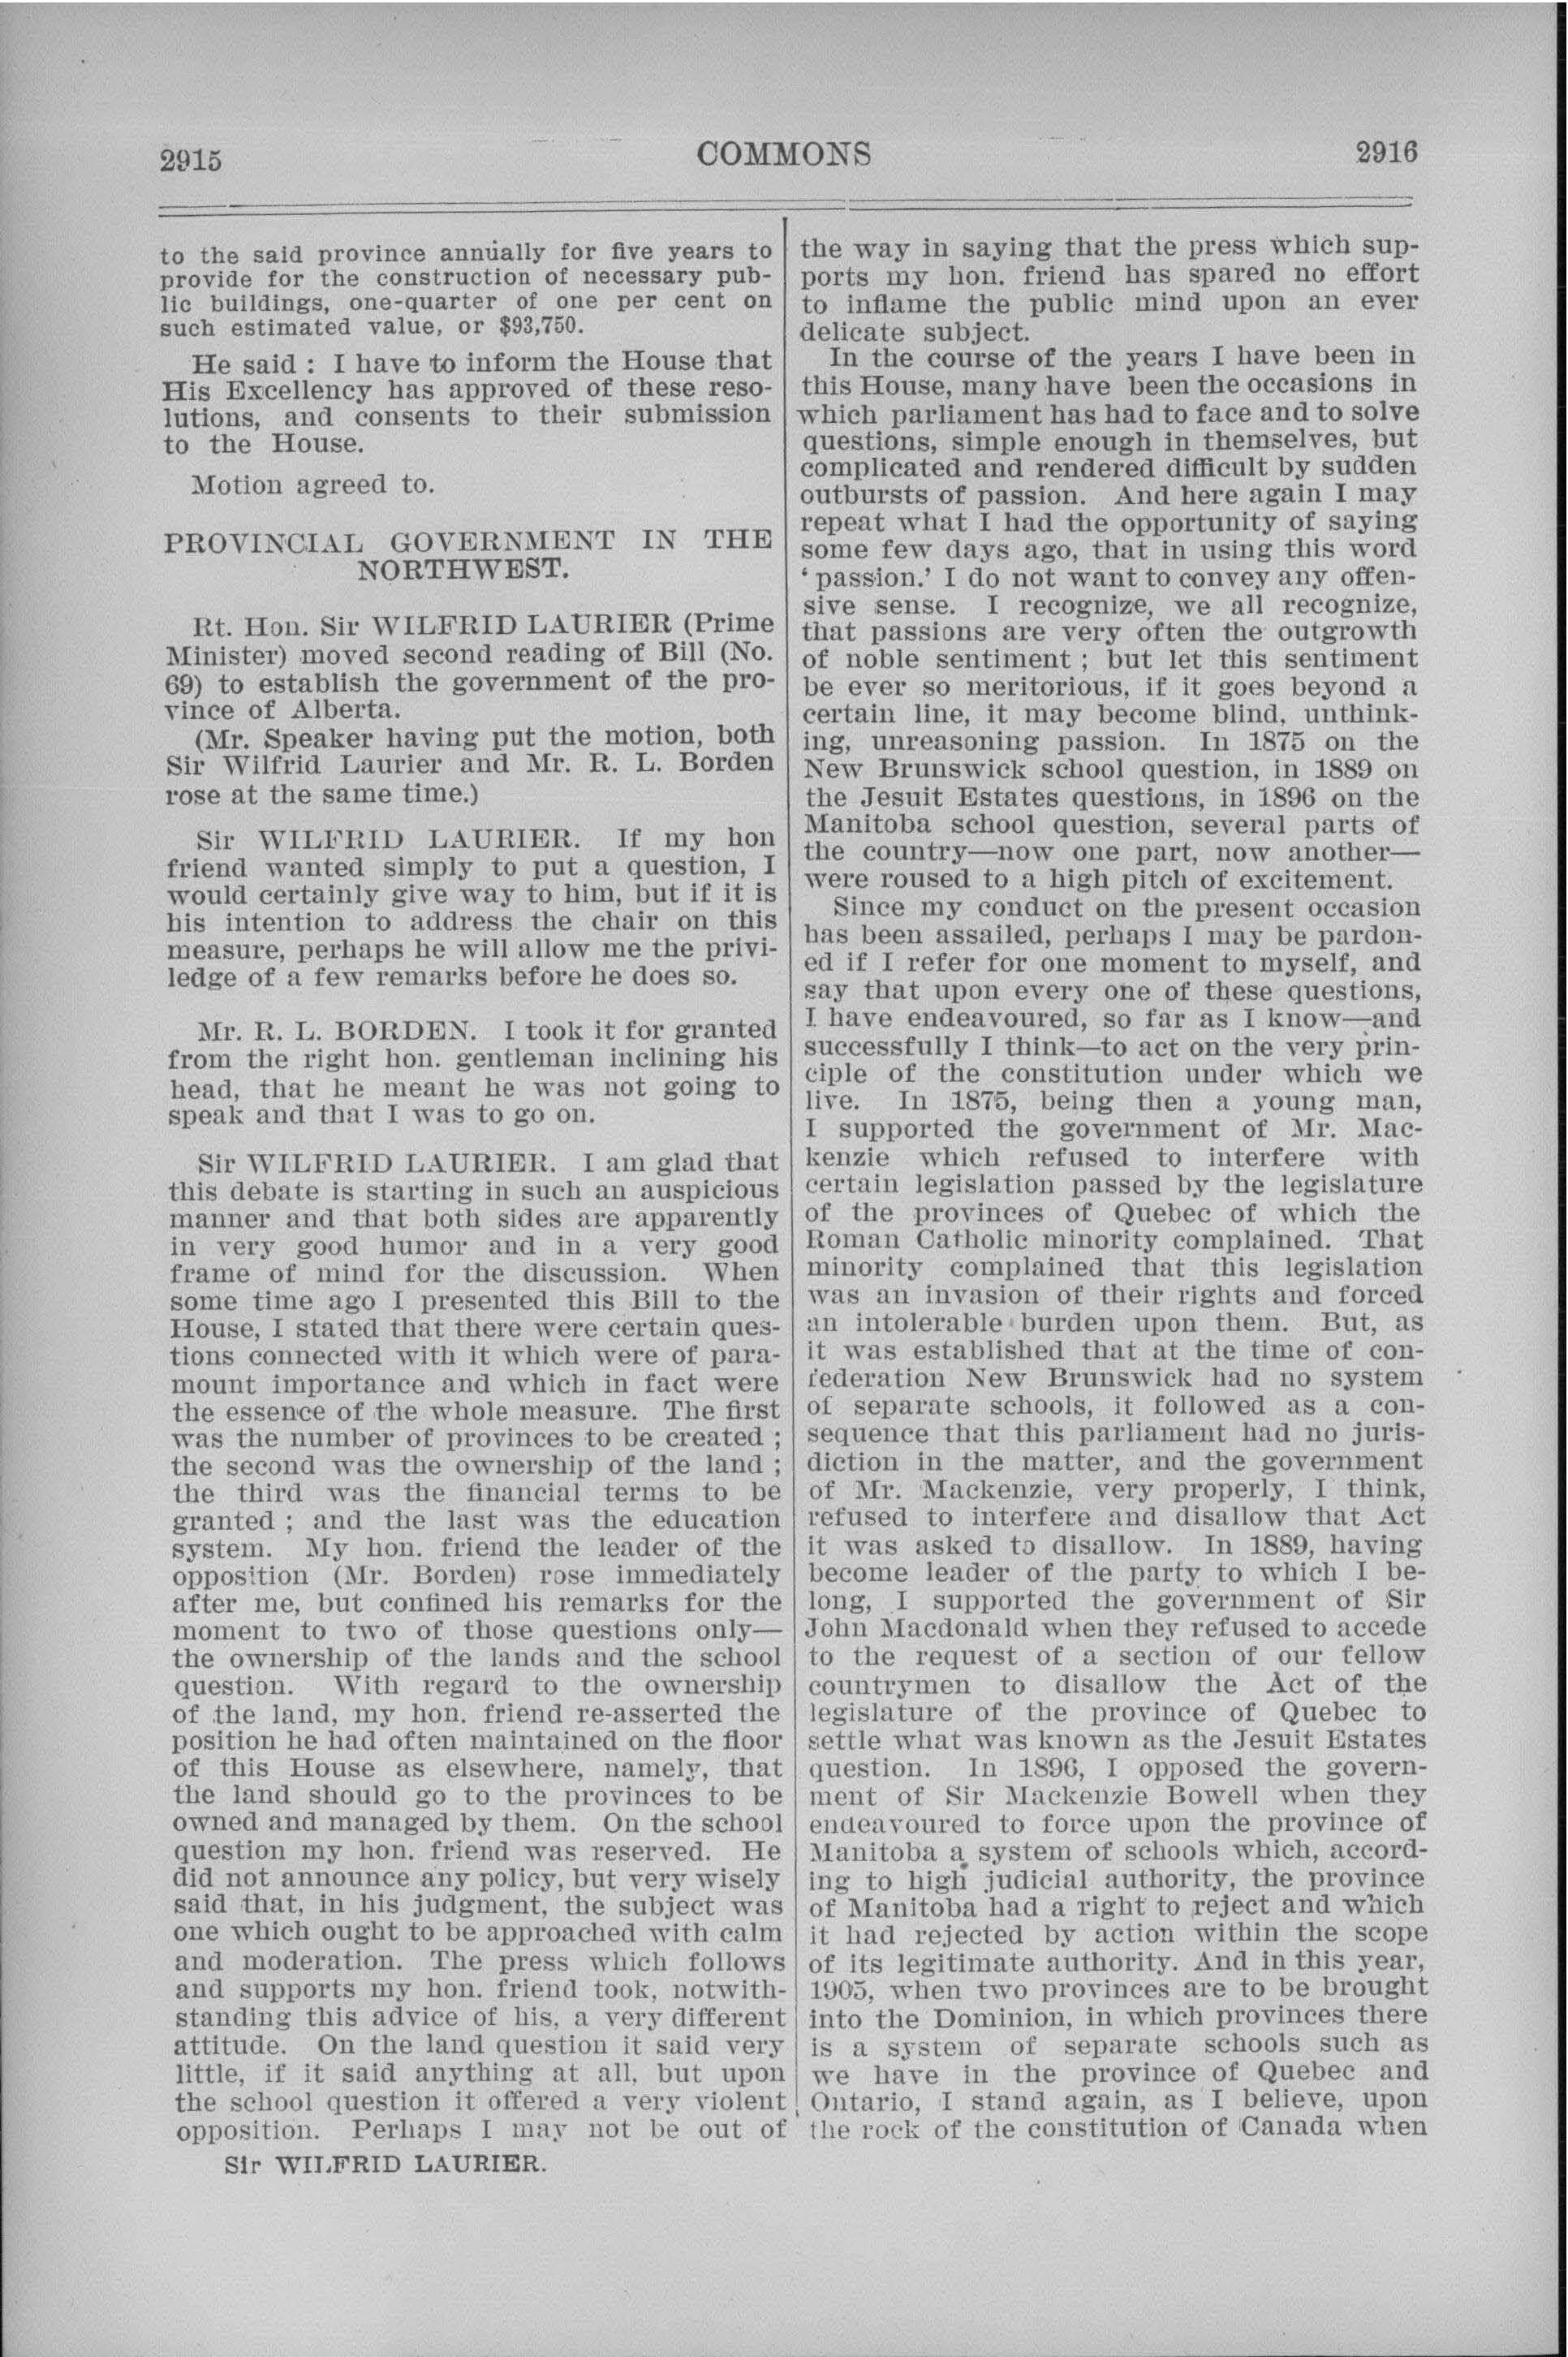 2915
COMMONS
2916
to the said province annually for five years to
provide for the construction of necessary pub-
lic buildings, one-quarter of one per cent on
such estimated value, or $93,750.
He said : I have to inform the House that
His Excellency has approved of these reso-
lutions, and consents to their submission
to the House.
Motion agreed to.
PROVINCIAL GOVERNMENT IN THE
NORTHWEST.
Rt. Hon. Sir WILFRID LAURIER (Prime
Minister) moved second reading of Bill (No.
69) to establish the government of the pro-
vince of Alberta.
(Mr. Speaker having put the motion, both
Sir Wilfrid Laurier and Mr. R. L. Borden
rose at the same time.)
Sir WILFRID LAURIER. If my hon
friend wanted simply to put a question, I
would certainly give way to him, but if it is
his intention to address the chair on this
measure, perhaps he will allow me the privi-
ledge of a few remarks before he does so.
Mr. R. L. BORDEN. I took it for granted
from the right hon. gentleman inclining his
head, that he meant he was not going to
speak and that I was to go on.
Sir WILFRID LAURIER. I am glad that
this debate is starting in such an auspicious
manner and that both sides are apparently
in very good humor and in a very good
frame of mind for the discussion. When
some time ago I presented this Bill to the
House, I stated that there were certain ques-
tions connected with it which were of para-
mount importance and which in fact were
the essence of the whole measure. The first
was the number of provinces to be created ;
the second was the ownership of the land ;
the third was the financial terms to be
granted ; and the last was the education
system. My hon. friend the leader of the
opposition (Mr. Borden) rose immediately
after me, but confined his remarks for the
moment to two of those questions only—
the ownership of the lands and the school
question. With regard to the ownership
of the land, my hon. friend re-asserted the
position he had often maintained on the floor
of this House as elsewhere, namely, that
the land should go to the provinces to be
owned and managed by them. On the school
question my hon. friend was reserved. He
did not announce any policy, but very wisely
said that, in his judgment, the subject was
one which ought to be approached with calm
and moderation. The press which follows
and supports my hon. friend took, notwith-
standing this advice of his, a very different
attitude. On the land question it said very
little, if it said anything at all, but upon
the school question it offered a very violent
opposition. Perhaps I may not be out of
Sir WILFRID LAURIER.
the way in saying that the press which sup-
ports my hon. friend has spared no effort
to inflame the public mind upon an ever
delicate subject.
In the course of the years I have been in
this House, many have been the occasions in
which parliament has had to face and to solve
questions, simple enough in themselves, but
complicated and rendered difficult by sudden
outbursts of passion. And here again I may
repeat what I had the opportunity of saying
some few days ago, that in using this word
‘ passion.’ I do not want to convey any offen-
sive sense. I recognize, we all recognize,
that passions are very often the outgrowth
of noble sentiment ; but let this sentiment
be ever so meritorious, if it goes beyond a
certain line, it may become blind, unthink-
ing, unreasoning passion. In 1875 on the
New Brunswick school question, in 1889 on
the Jesuit Estates questions, in 1896 on the
Manitoba school question, several parts of
the country—now one part, now another—
were roused to a high pitch of excitement.
Since my conduct on the present occasion
has been assailed, perhaps I may be pardon-
ed if I refer for one moment to myself, and
say that upon every one of these questions,
I have endeavoured, so far as I know—and
successfully I think—to act on the very prin-
ciple of the constitution under which we
live. In 1875, being then a young man,
I supported the government of Mr. Mac-
kenzie which refused to interfere with
certain legislation passed by the legislature
of the provinces of Quebec of which the
Roman Catholic minority complained. That
minority complained that this legislation
was an invasion of their rights and forced
an intolerable burden upon them. But, as
it was established that at the time of con-
federation New Brunswick had no system
of separate schools, it followed as a con-
sequence that this parliament had no juris-
diction in the matter, and the government
of Mr. Mackenzie, very properly, I think,
refused to interfere and disallow that Act
it was asked to disallow. In 1889, having
become leader of the party to which I be-
long, I supported the government of Sir
John Macdonald when they refused to accede
to the request of a section of our fellow
countrymen to disallow the Act of the
legislature of the province of Quebec to
settle what was known as the Jesuit Estates
question. In 1896, I opposed the govern-
ment of Sir Mackenzie Bowell when they
endeavoured to force upon the province of
Manitoba a system of schools which, accord-
ing to high judicial authority, the province
of Manitoba had a right to reject and which
it had rejected by action within the scope
of its legitimate authority. And in this year,
1905, when two provinces are to be brought
into the Dominion, in which provinces there
is a system of separate schools such as
we have in the province of Quebec and
Ontario, I stand again, as I believe, upon
the rock of the constitution of Canada when